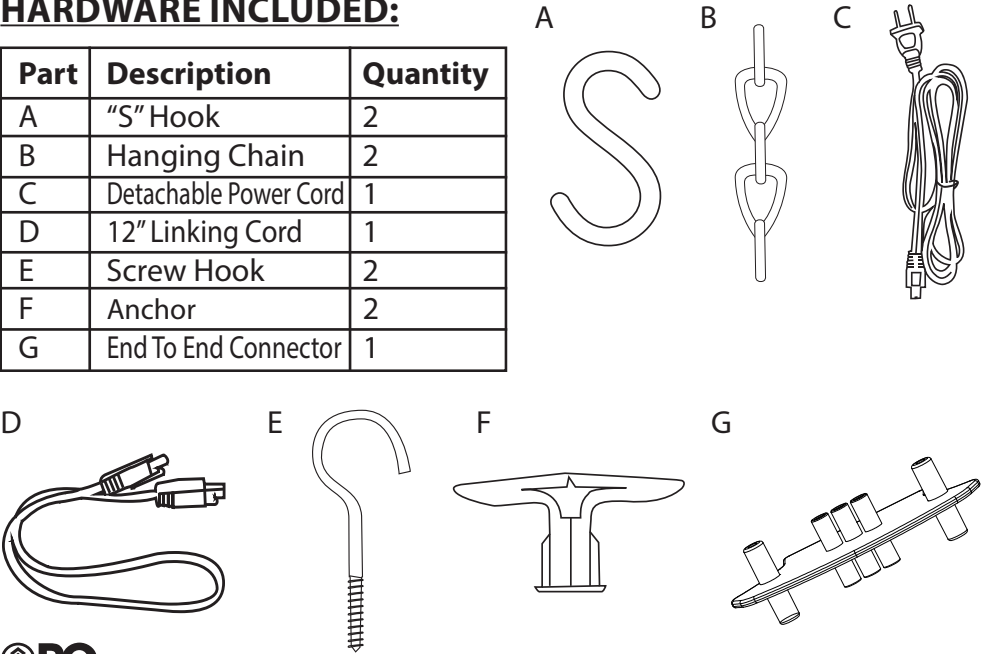 HARDWARE INCLUDED:
Part Description Quantity
A “S” Hook 2
B Hanging Chain 2
C Detachable Power Cord 1
D 12” Linking Cord 1
E Screw Hook 2
F Anchor 2
G End To End Connector 1
A B C
D E F G